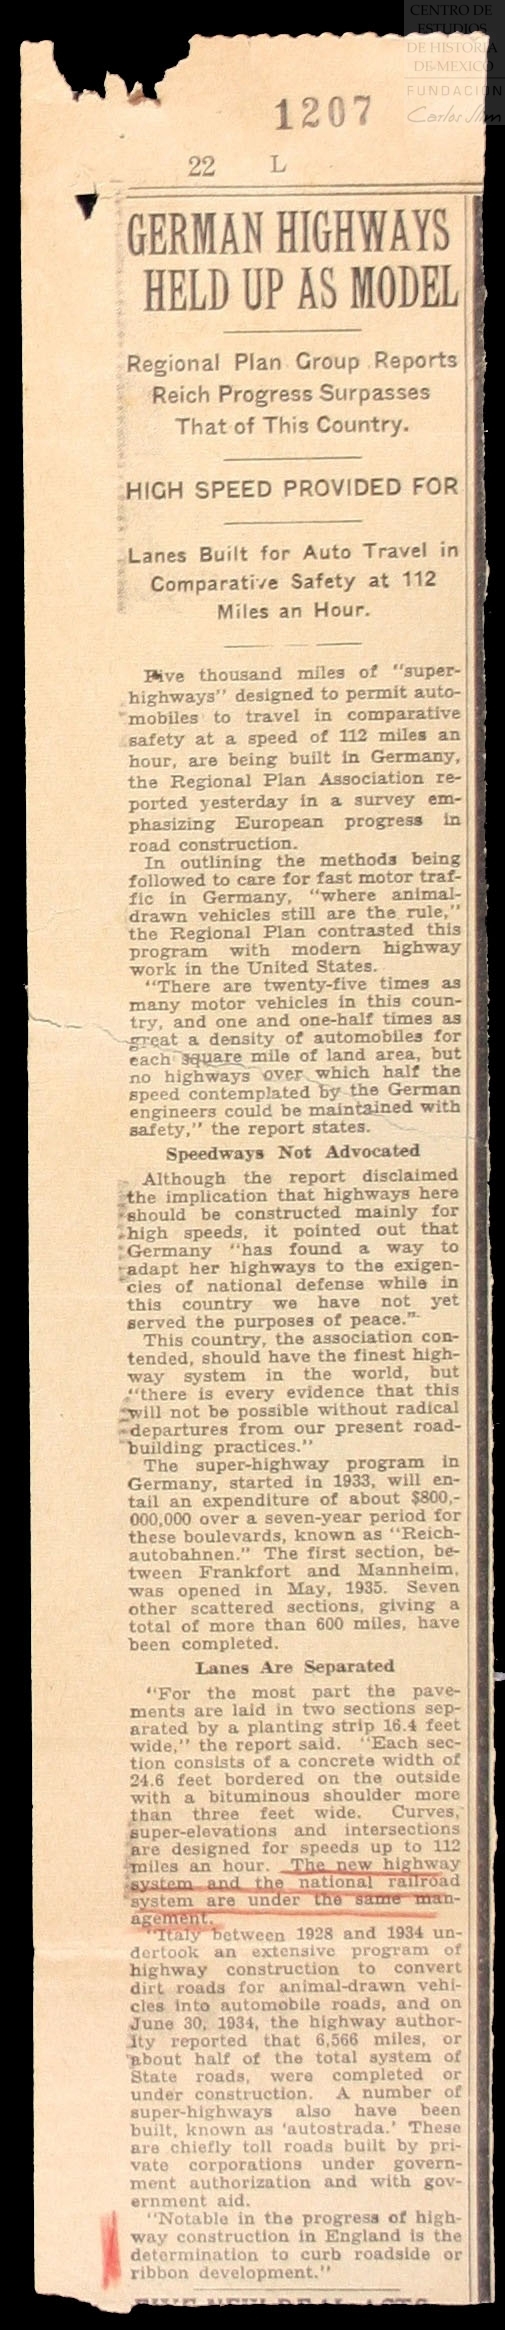 CENTRO DE
ESTUDIOS
DE HISTORIA
DE MEXICO
FUNDACIÓN
Carlos Slim
1207
22 L
GERMAN HIGHWAYS
HELD UP AS MODEL
Regional Plan Group Reports
Reich Progress Surpasses
That of This Country.
HIGH SPEED PROVIDED FOR
Lanes Built for Auto Travel in
Comparative Safety at 112
Miles an Hour.
Five thousand miles of "super-
highways" designed to permit auto-
mobiles to travel in comparative
safety at a speed of 112 miles an
hour, are being built in Germany,
the Regional Plan Association re-
ported yesterday in a survey em-
phasizing European progress in
road construction.
In outlining the methods being
followed to care for fast motor traf-
fic in Germany, "where animal-
drawn vehicles still are the rule,"
the Regional Plan contrasted this
program with modern highway
work in the United States.
"There are twenty-five times as
many motor vehicles in this coun-
try, and one and one-half times as
great a density of automobiles for
each square mile of land area, but
no highways over which half the
speed contemplated by the German
engineers could be maintained with
safety," the report states.
Speedways Not Advocated
Although the report disclaimed
the implication that highways here
should be constructed mainly for
high speeds, it pointed out that
Germany "has found a way to
adapt her highways to the exigen-
cies of national defense while in
this country we have not yet
served the purposes of peace."
This country, the association con-
tended, should have the finest high-
way system in the world, but
"there is every evidence that this
will not be possible without radical
departures from our present road-
building practices."
The super-highway program in
Germany, started in 1933, will en-
tail an expenditure of about $800,-
000,000 over a seven-year period for
these boulevards, known as "Reich-
autobahnen." The first section, be-
tween Frankfort and Mannheim,
was opened in May, 1935. Seven
other scattered sections, giving a
total of more than 600 miles, have
been completed.
Lanes Are Separated
"For the most part the pave-
ments are laid in two sections sep-
arated by a planting strip 16.4 feet
wide," the report said. "Each sec-
tion consists of a concrete width of
24.6 feet bordered on the outside
with a bituminous shoulder more
than three feet wide. Curves,
super-elevations and intersections
are designed for speeds up to 112
miles an hour. The new highway
system and the national railroad
system are under the same man-
agement.
"Italy between 1928 and 1934 un-
dertook an extensive program of
highway construction to convert
dirt roads for animal-drawn vehi-
cles into automobile roads, and on
June 30, 1934, the highway author-
ity reported that 6,566 miles, or
about half of the total system of
State roads, were completed or
under construction. A number of
super-highways also have been
built, known as 'autostrada.' These
are chiefly toll roads built by pri-
vate corporations under govern-
ment authorization and with gov-
ernment aid.
"Notable in the progress of high-
way construction in England is the
determination to curb roadside or
ribbon development."